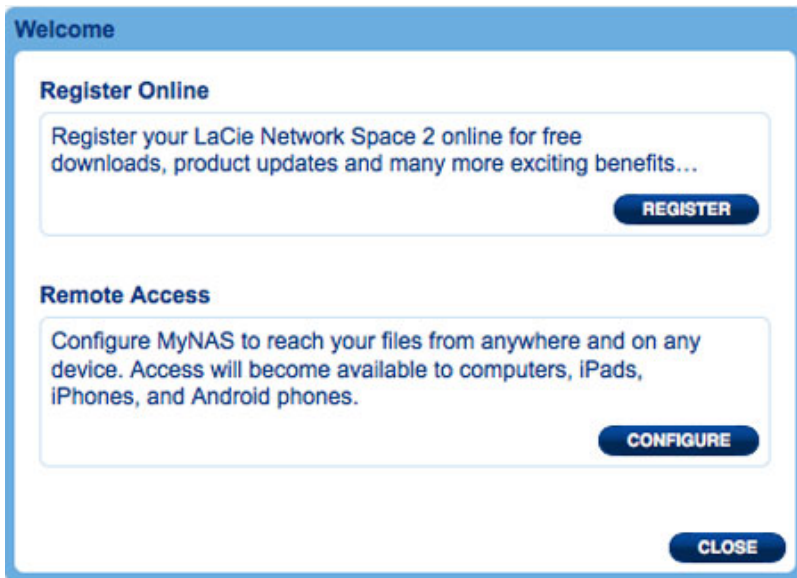 Welcome
Register Online
Register your LaCie Network Space 2 online for free
downloads, product updates and many more exciting benefits…
REGISTER
Remote Access
Configure MyNAS to reach your files from anywhere and on any
device. Access will become available to computers, iPads,
iPhones, and Android phones.
CONFIGURE
CLOSE